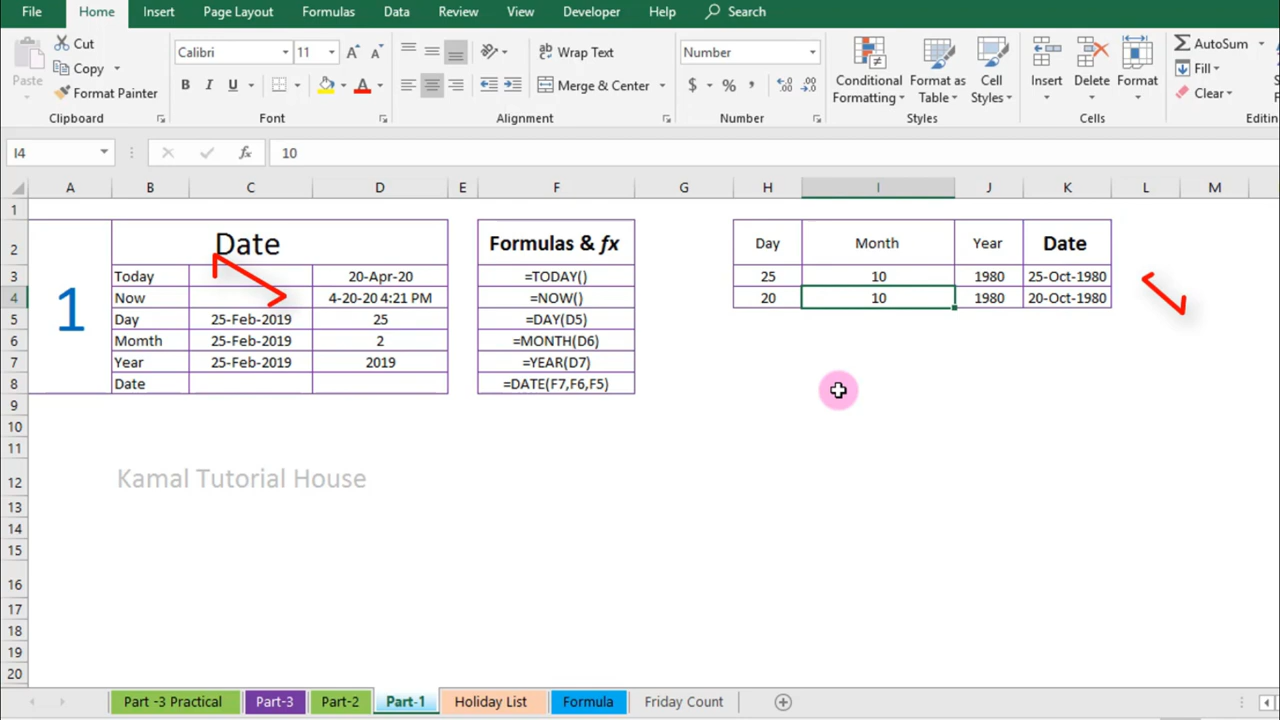 File Home Insert Page Layout Formulas Data Review View Developer Help Search
Cut
Copy
Format Painter
Paste
Clipboard
Calibri 11
B I U
Font
Wrap Text
Merge & Center
Alignment
Number
$ % ,
Number
Conditional Formatting
Format as Table
Cell Styles
Styles
Insert Delete Format
Cells
AutoSum
Fill
Clear
Editin
I4 fx 10
A B C D E F G H I J K L M
1
2 Date Formulas & fx Day Month Year Date
3 Today 20-Apr-20 =TODAY() 25 10 1980 25-Oct-1980
4 Now 4-20-20 4:21 PM =NOW() 20 10 1980 20-Oct-1980
1
5 Day 25-Feb-2019 25 =DAY(D5)
6 Momth 25-Feb-2019 2 =MONTH(D6)
7 Year 25-Feb-2019 2019 =YEAR(D7)
8 Date =DATE(F7,F6,F5)
9
10
11
12 Kamal Tutorial House
13
14
15
16
17
18
19
20
Part -3 Practical Part-3 Part-2 Part-1 Holiday List Formula Friday Count